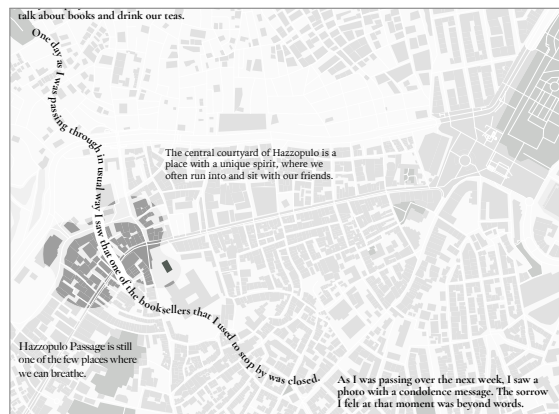 talk about books and drink our teas.
One day as I was passing through in usual way I saw that one of the booksellers that I used to stop by was closed.
The central courtyard of Hazzopulo is a
place with a unique spirit, where we
often run into and sit with our friends.
Hazzopulo Passage is still
one of the few places where
we can breathe.
As I was passing over the next week, I saw a
photo with a condolence message. The sorrow
I felt at that moment was beyond words.